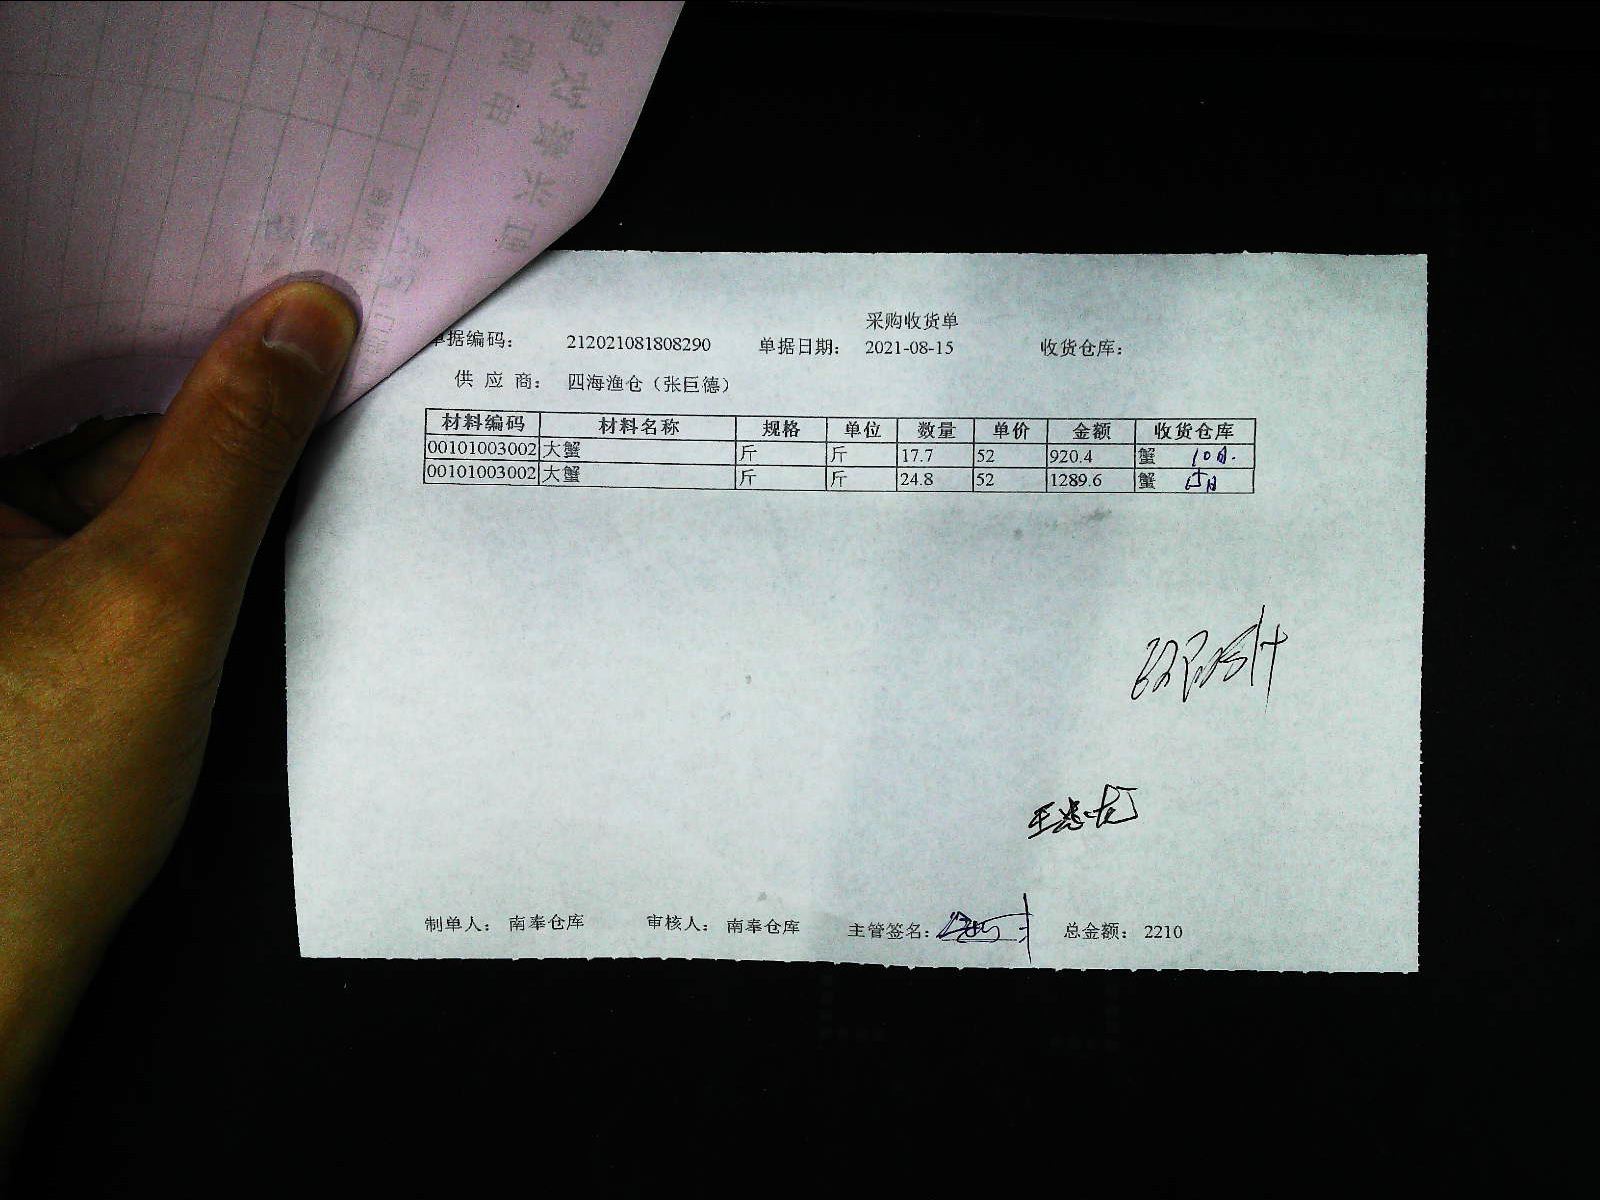 采购收货单
单据编码： 212021081808290 单据日期： 2021-08-15 收货仓库：
供 应 商： 四海渔仓（张巨德）
材料编码 材料名称 规格 单位 数量 单价 金额 收货仓库
00101003002 大蟹 斤 斤 17.7 52 920.4 蟹 10日.
00101003002 大蟹 斤 斤 24.8 52 1289.6 蟹
制单人： 南奉仓库 审核人： 南奉仓库 主管签名： 总金额： 2210